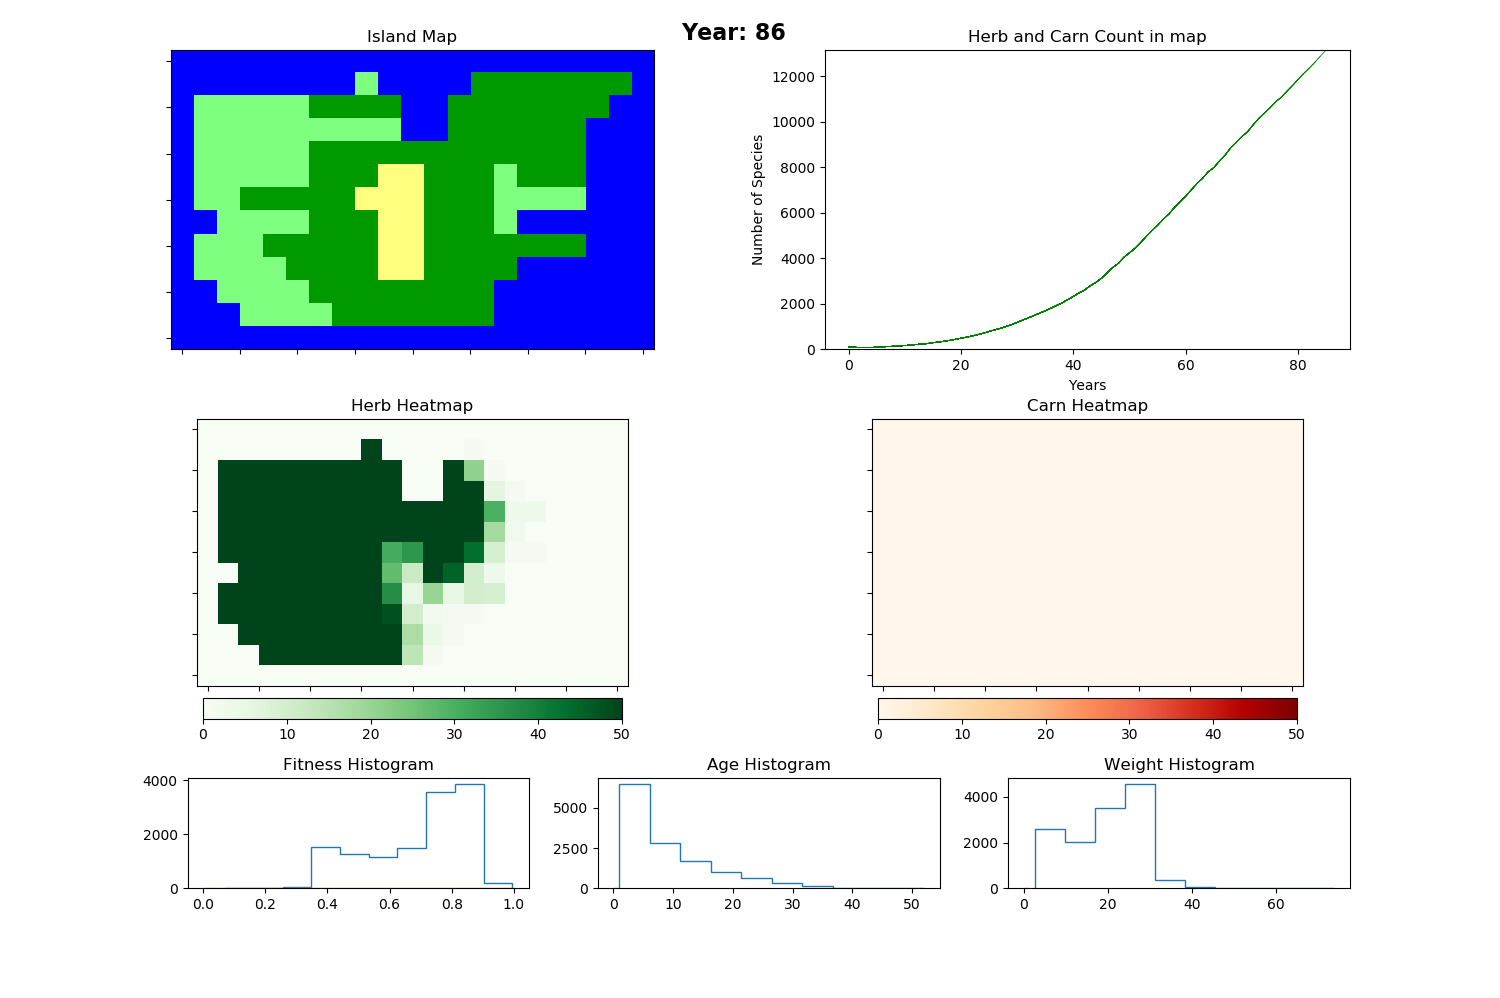 Year: 86
Island Map
Herb and Carn Count in map
12000
10000
8000
6000
4000
2000
0
Number of Species
0 20 40 60 80
Years
Herb Heatmap
Carn Heatmap
0 10 20 30 40 50
0 10 20 30 40 50
Fitness Histogram
Age Histogram
Weight Histogram
4000
2000
0
0.0 0.2 0.4 0.6 0.8 1.0
5000
2500
0
0 10 20 30 40 50
4000
2000
0
0 20 40 60